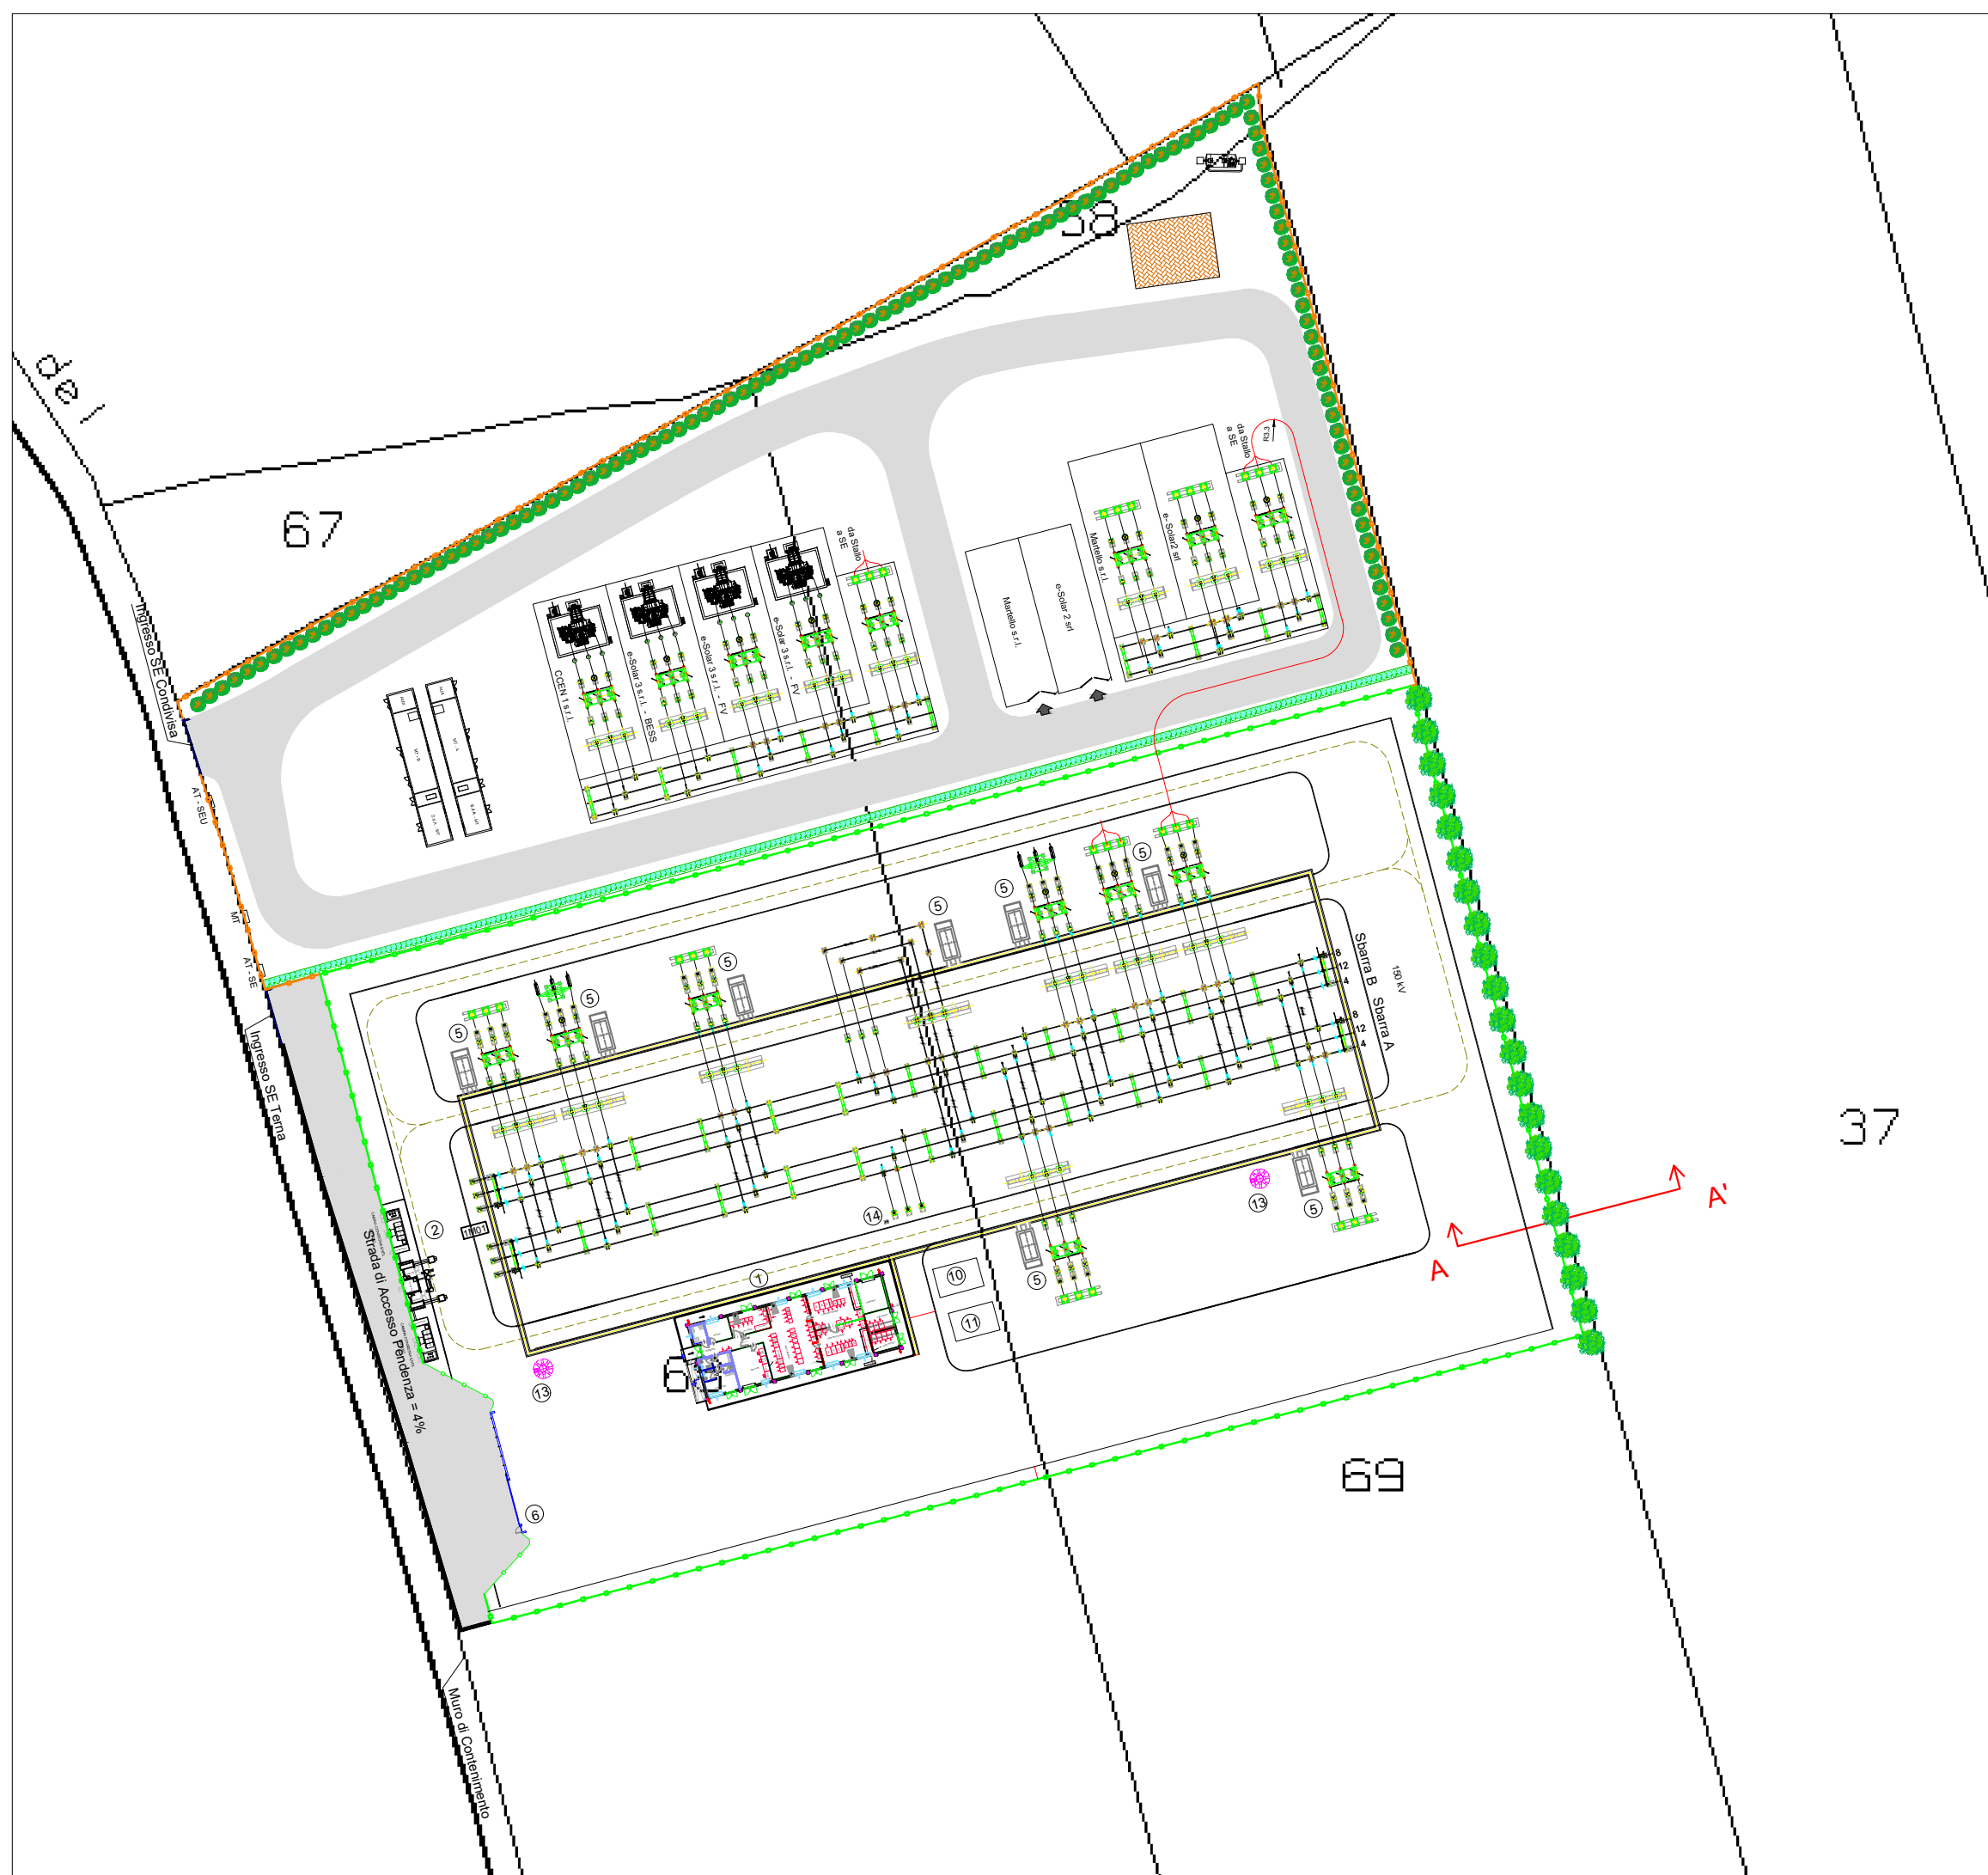 38
del
67
da Stallo
a SE
R3,3
Martello s.r.l.
e- Solar2 srl
da Stallo
a SE
Martello s.r.l.
e-Solar 2 srl
CCEN 1 s.r.l.
e-Solar 3 s.r.l. - BESS
e-Solar 3 s.r.l. - FV
e-Solar 3 s.r.l. - FV
Ingresso SE Condivisa
AT - SEU
MT
AT - SE
Ingresso SE Terna
5
5
5
5
5
5
Sbarra B
Sbarra A
150 kV
8
12
4
8
12
4
37
2
1M01
14
13
5
5
A
A'
1
10
11
13
Strada di Accesso Pendenza = 4%
69
6
Muro di Contenimento